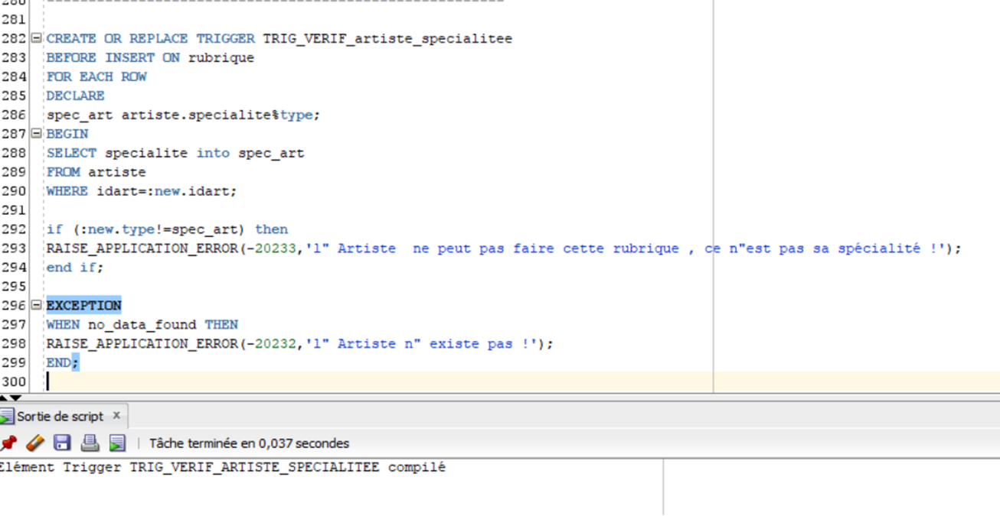 280 -------------------------------------------------------
281
282 CREATE OR REPLACE TRIGGER TRIG_VERIF_artiste_specialitee
283 BEFORE INSERT ON rubrique
284 FOR EACH ROW
285 DECLARE
286 spec_art artiste.specialite%type;
287 BEGIN
288 SELECT specialite into spec_art
289 FROM artiste
290 WHERE idart=:new.idart;
291
292 if (:new.type!=spec_art) then
293 RAISE_APPLICATION_ERROR(-20233,'l" Artiste  ne peut pas faire cette rubrique , ce n"est pas sa spécialité !');
294 end if;
295
296 EXCEPTION
297 WHEN no_data_found THEN
298 RAISE_APPLICATION_ERROR(-20232,'l" Artiste n" existe pas !');
299 END;
300
Sortie de script x
Tâche terminée en 0,037 secondes
Elément Trigger TRIG_VERIF_ARTISTE_SPECIALITEE compilé